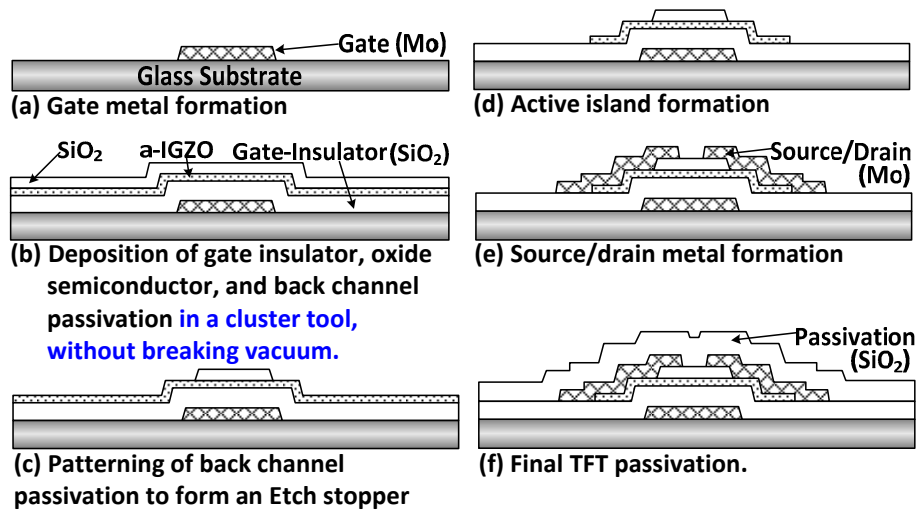 Gate (Mo)
Glass Substrate
(a) Gate metal formation
SiO₂
a-IGZO
Gate-Insulator (SiO₂)
(b) Deposition of gate insulator, oxide
semiconductor, and back channel
passivation in a cluster tool,
without breaking vacuum.
(c) Patterning of back channel
passivation to form an Etch stopper
(d) Active island formation
Source/Drain
(Mo)
(e) Source/drain metal formation
Passivation
(SiO₂)
(f) Final TFT passivation.